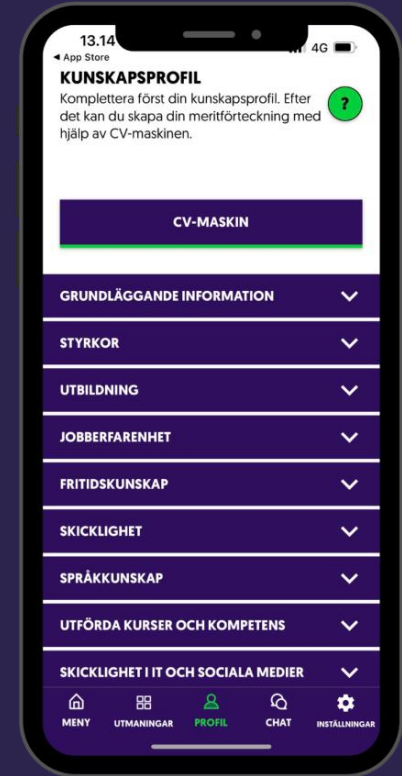 13.14
4G
◀ App Store
KUNSKAPSPROFIL
Komplettera först din kunskapsprofil. Efter
det kan du skapa din meritförteckning med
hjälp av CV-maskinen.
?
CV-MASKIN
GRUNDLÄGGANDE INFORMATION
STYRKOR
UTBILDNING
JOBBERFARENHET
FRITIDSKUNSKAP
SKICKLIGHET
SPRÅKKUNSKAP
UTFÖRDA KURSER OCH KOMPETENS
SKICKLIGHET I IT OCH SOCIALA MEDIER
MENY UTMANINGAR PROFIL CHAT INSTÄLLNINGAR